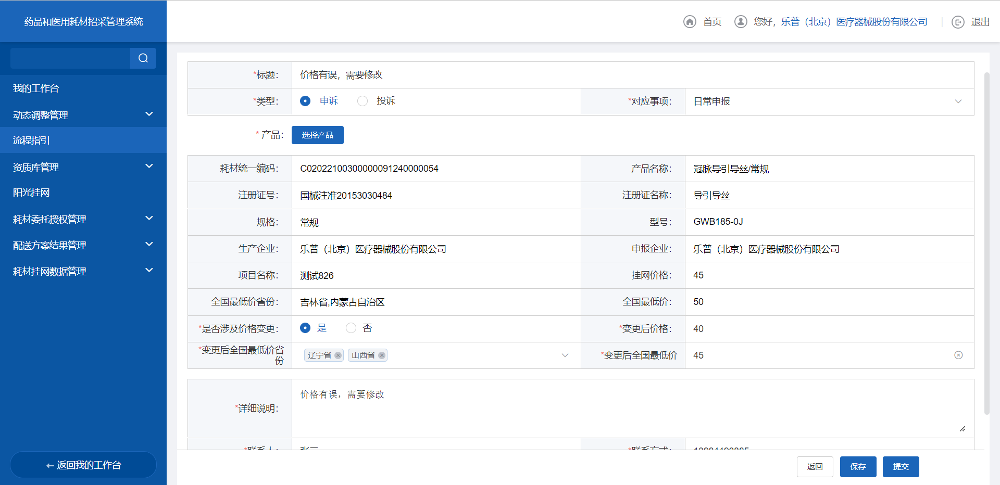 药品和医用耗材招采管理系统
首页
您好，乐普（北京）医疗器械股份有限公司
退出
我的工作台
动态调整管理
流程指引
资质库管理
阳光挂网
耗材委托授权管理
配送方案结果管理
耗材挂网数据管理
←返回我的工作台
*标题：
价格有误，需要修改
*类型：
申诉
投诉
*对应事项：
日常申报
* 产品：
选择产品
耗材统一编码：
C02022100300000091240000054
产品名称：
冠脉导引导丝/常规
注册证号：
国械注准20153030484
注册证名称：
导引导丝
规格：
常规
型号：
GWB185-0J
生产企业：
乐普（北京）医疗器械股份有限公司
申报企业：
乐普（北京）医疗器械股份有限公司
项目名称：
测试826
挂网价格：
45
全国最低价省份：
吉林省,内蒙古自治区
全国最低价：
50
*是否涉及价格变更：
是
否
*变更后价格：
40
*变更后全国最低价省
份
辽宁省
山西省
*变更后全国最低价
45
*详细说明：
价格有误，需要修改
*联系人：
*联系方式：
返回
保存
提交